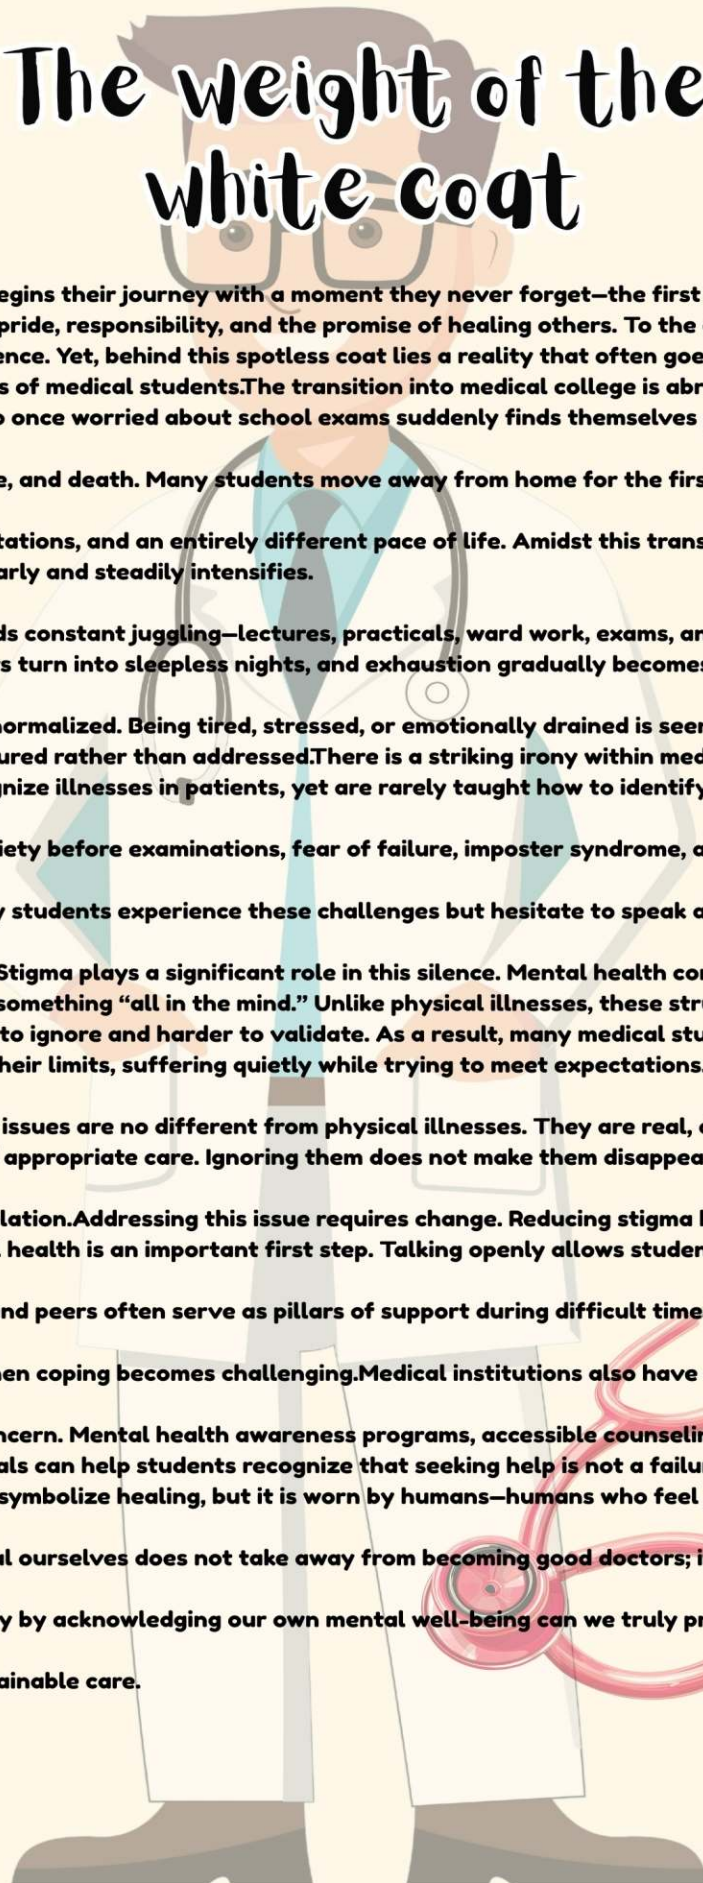 The weight of the
white coat
egins their journey with a moment they never forget—the first
pride, responsibility, and the promise of healing others. To the
ence. Yet, behind this spotless coat lies a reality that often goe
s of medical students.The transition into medical college is abr
o once worried about school exams suddenly finds themselves
e, and death. Many students move away from home for the firs
tations, and an entirely different pace of life. Amidst this trans
arly and steadily intensifies.
ds constant juggling—lectures, practicals, ward work, exams, an
s turn into sleepless nights, and exhaustion gradually becomes
normalized. Being tired, stressed, or emotionally drained is seen
ured rather than addressed.There is a striking irony within med
gnize illnesses in patients, yet are rarely taught how to identify
iety before examinations, fear of failure, imposter syndrome, a
y students experience these challenges but hesitate to speak a
Stigma plays a significant role in this silence. Mental health con
something “all in the mind.” Unlike physical illnesses, these stru
to ignore and harder to validate. As a result, many medical stu
heir limits, suffering quietly while trying to meet expectations.
issues are no different from physical illnesses. They are real,
appropriate care. Ignoring them does not make them disappea
lation.Addressing this issue requires change. Reducing stigma
health is an important first step. Talking openly allows studen
nd peers often serve as pillars of support during difficult time
en coping becomes challenging.Medical institutions also have
ncern. Mental health awareness programs, accessible counselin
als can help students recognize that seeking help is not a failu
symbolize healing, but it is worn by humans—humans who feel
al ourselves does not take away from becoming good doctors; i
y by acknowledging our own mental well-being can we truly pr
ainable care.